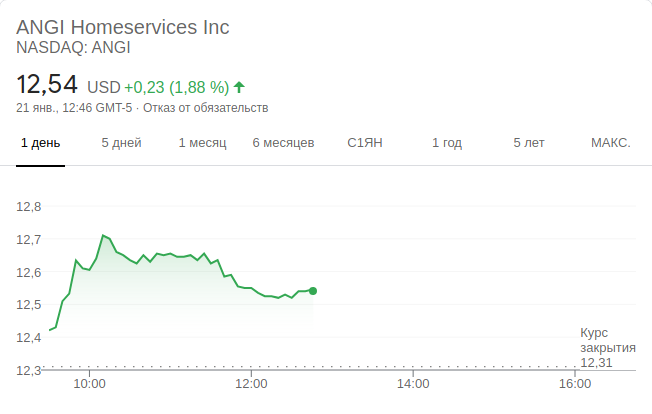 ANGI Homeservices Inc
NASDAQ: ANGI
12,54 USD +0,23 (1,88 %)
21 янв., 12:46 GMT-5 · Отказ от обязательств
1 день 5 дней 1 месяц 6 месяцев С1ЯН 1 год 5 лет МАКС.
12,8
12,7
12,6
12,5
12,4
Курс
закрытия
12,31
12,3
10:00 12:00 14:00 16:00